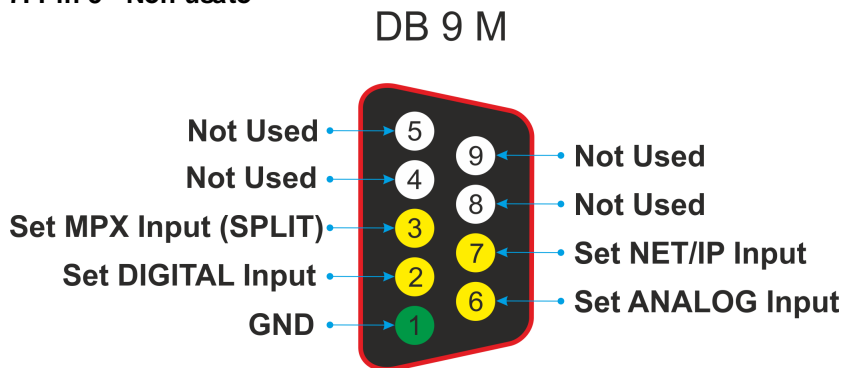 DB 9 M
Not Used
5
9
Not Used
Not Used
4
8
Not Used
Set MPX Input (SPLIT)
3
7
Set NET/IP Input
Set DIGITAL Input
2
6
Set ANALOG Input
GND
1